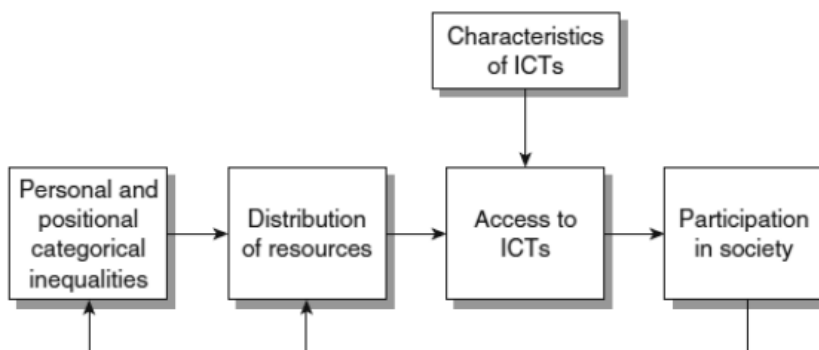 Characteristics
of ICTs
Personal and
positional
categorical
inequalities
Distribution
of resources
Access to
ICTs
Participation
in society